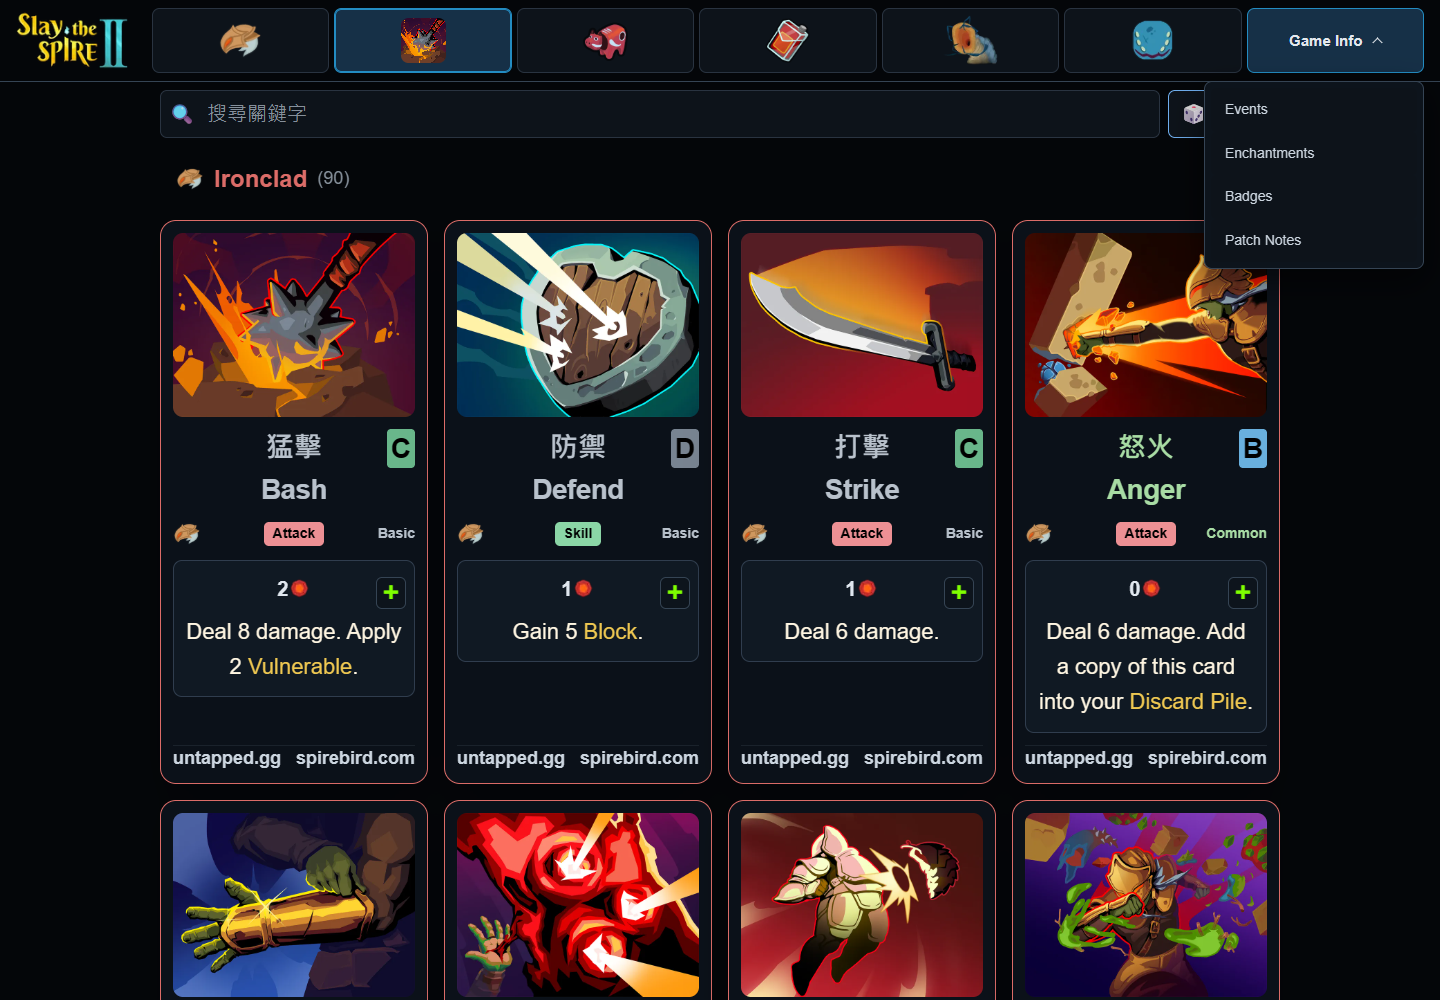 Slay the
SPIRE II
Game Info
Events
Enchantments
Badges
Patch Notes
搜尋關鍵字
Ironclad (90)
猛擊 C
Bash
Attack Basic
2
+
Deal 8 damage. Apply
2 Vulnerable.
untapped.gg spirebird.com
防禦 D
Defend
Skill Basic
1
+
Gain 5 Block.
untapped.gg spirebird.com
打擊 C
Strike
Attack Basic
1
+
Deal 6 damage.
untapped.gg spirebird.com
怒火 B
Anger
Attack Common
0
+
Deal 6 damage. Add
a copy of this card
into your Discard Pile.
untapped.gg spirebird.com